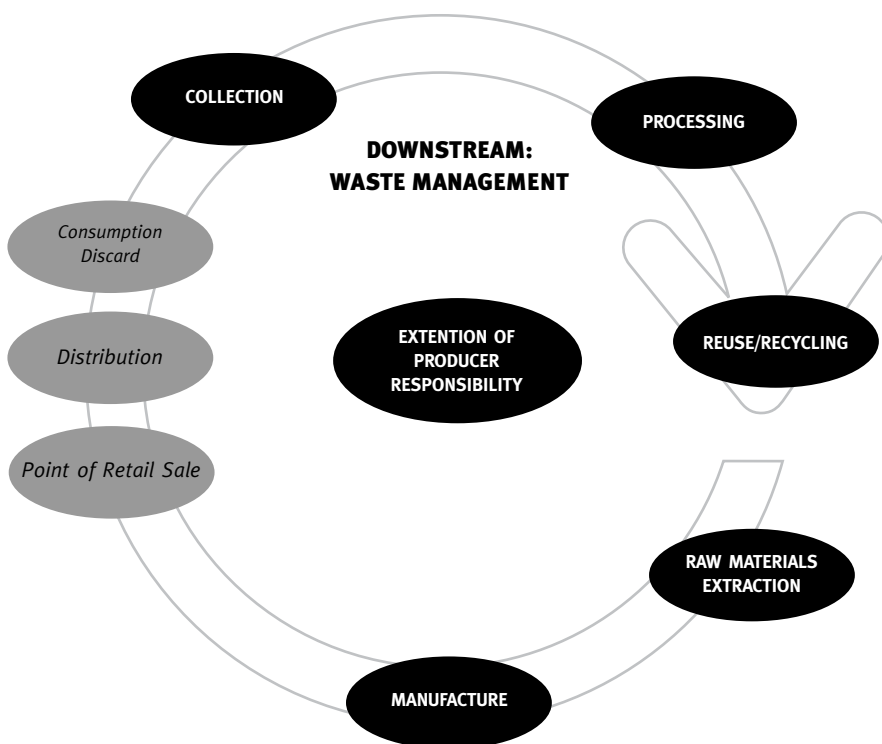 COLLECTION
PROCESSING
DOWNSTREAM:
WASTE MANAGEMENT
Consumption
Discard
Distribution
EXTENTION OF
PRODUCER
RESPONSIBILITY
REUSE/RECYCLING
Point of Retail Sale
RAW MATERIALS
EXTRACTION
MANUFACTURE